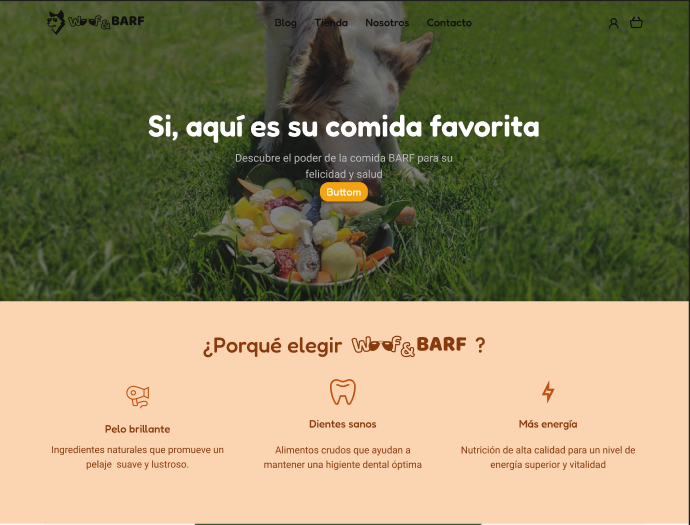 Woof&BARF
Blog Tienda Nosotros Contacto
Si, aquí es su comida favorita
Descubre el poder de la comida BARF para su
felicidad y salud
Buttom
¿Porqué elegir Woof&BARF ?
Pelo brillante
Ingredientes naturales que promueve un
pelaje suave y lustroso.
Dientes sanos
Alimentos crudos que ayudan a
mantener una higiente dental óptima
Más energía
Nutrición de alta calidad para un nivel de
energía superior y vitalidad